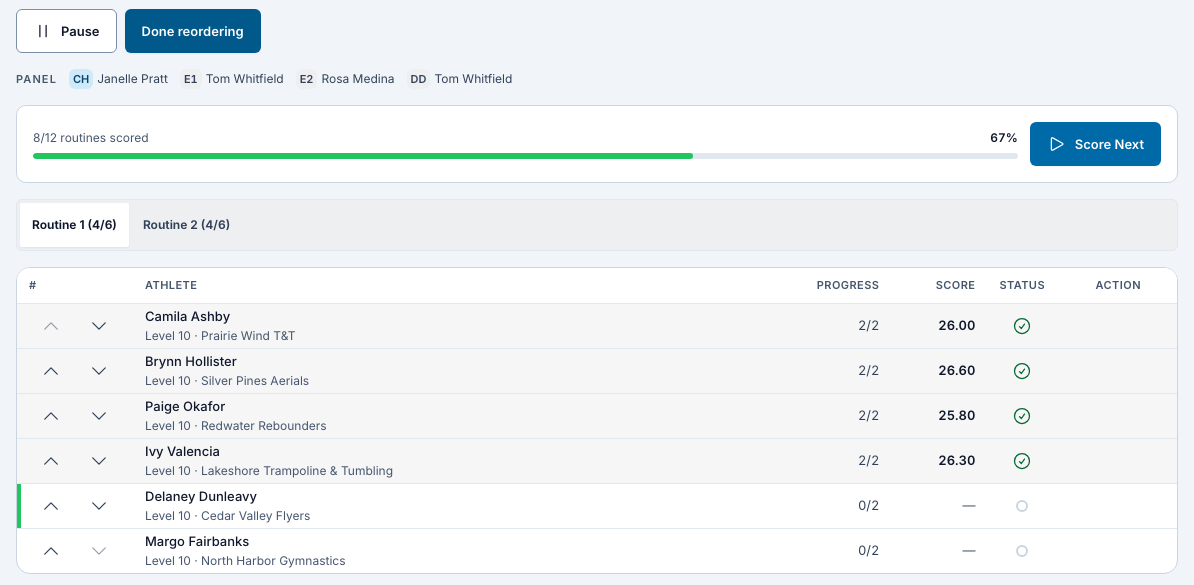 Pause
Done reordering
PANEL CH Janelle Pratt E1 Tom Whitfield E2 Rosa Medina DD Tom Whitfield
8/12 routines scored 67%
Score Next
Routine 1 (4/6) Routine 2 (4/6)
# ATHLETE PROGRESS SCORE STATUS ACTION
Camila Ashby
Level 10 · Prairie Wind T&T
2/2 26.00
Brynn Hollister
Level 10 · Silver Pines Aerials
2/2 26.60
Paige Okafor
Level 10 · Redwater Rebounders
2/2 25.80
Ivy Valencia
Level 10 · Lakeshore Trampoline & Tumbling
2/2 26.30
Delaney Dunleavy
Level 10 · Cedar Valley Flyers
0/2 —
Margo Fairbanks
Level 10 · North Harbor Gymnastics
0/2 —